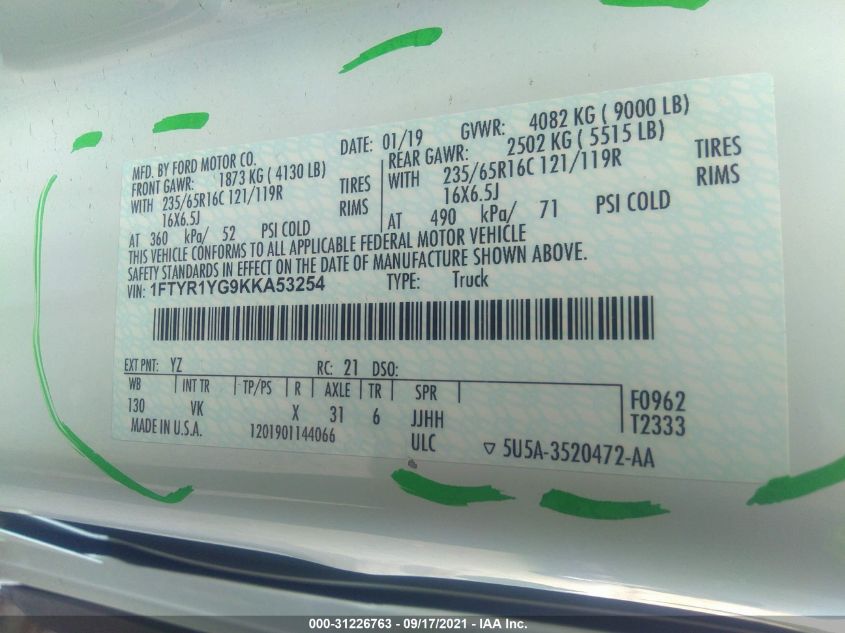 MFD. BY FORD MOTOR CO. DATE: 01/19 GVWR: 4082 KG ( 9000 LB)
FRONT GAWR: 1873 KG ( 4130 LB)
WITH 235/65R16C 121/119R TIRES
16X6.5J RIMS
AT 360 kPa/ 52 PSI COLD
REAR GAWR: 2502 KG ( 5515 LB)
WITH 235/65R16C 121/119R TIRES
16X6.5J RIMS
AT 490 kPa/ 71 PSI COLD
THIS VEHICLE CONFORMS TO ALL APPLICABLE FEDERAL MOTOR VEHICLE
SAFETY STANDARDS IN EFFECT ON THE DATE OF MANUFACTURE SHOWN ABOVE.
VIN: 1FTYR1YG9KKA53254 TYPE: Truck
EXT PNT: YZ RC: 21 DSO:
WB INT TR TP/PS R AXLE TR SPR
130 VK X 31 6 JJHH
F0962
T2333
MADE IN U.S.A. 1201901144066 ULC 5U5A-3520472-AA
000-31226763 - 09/17/2021 - IAA Inc.